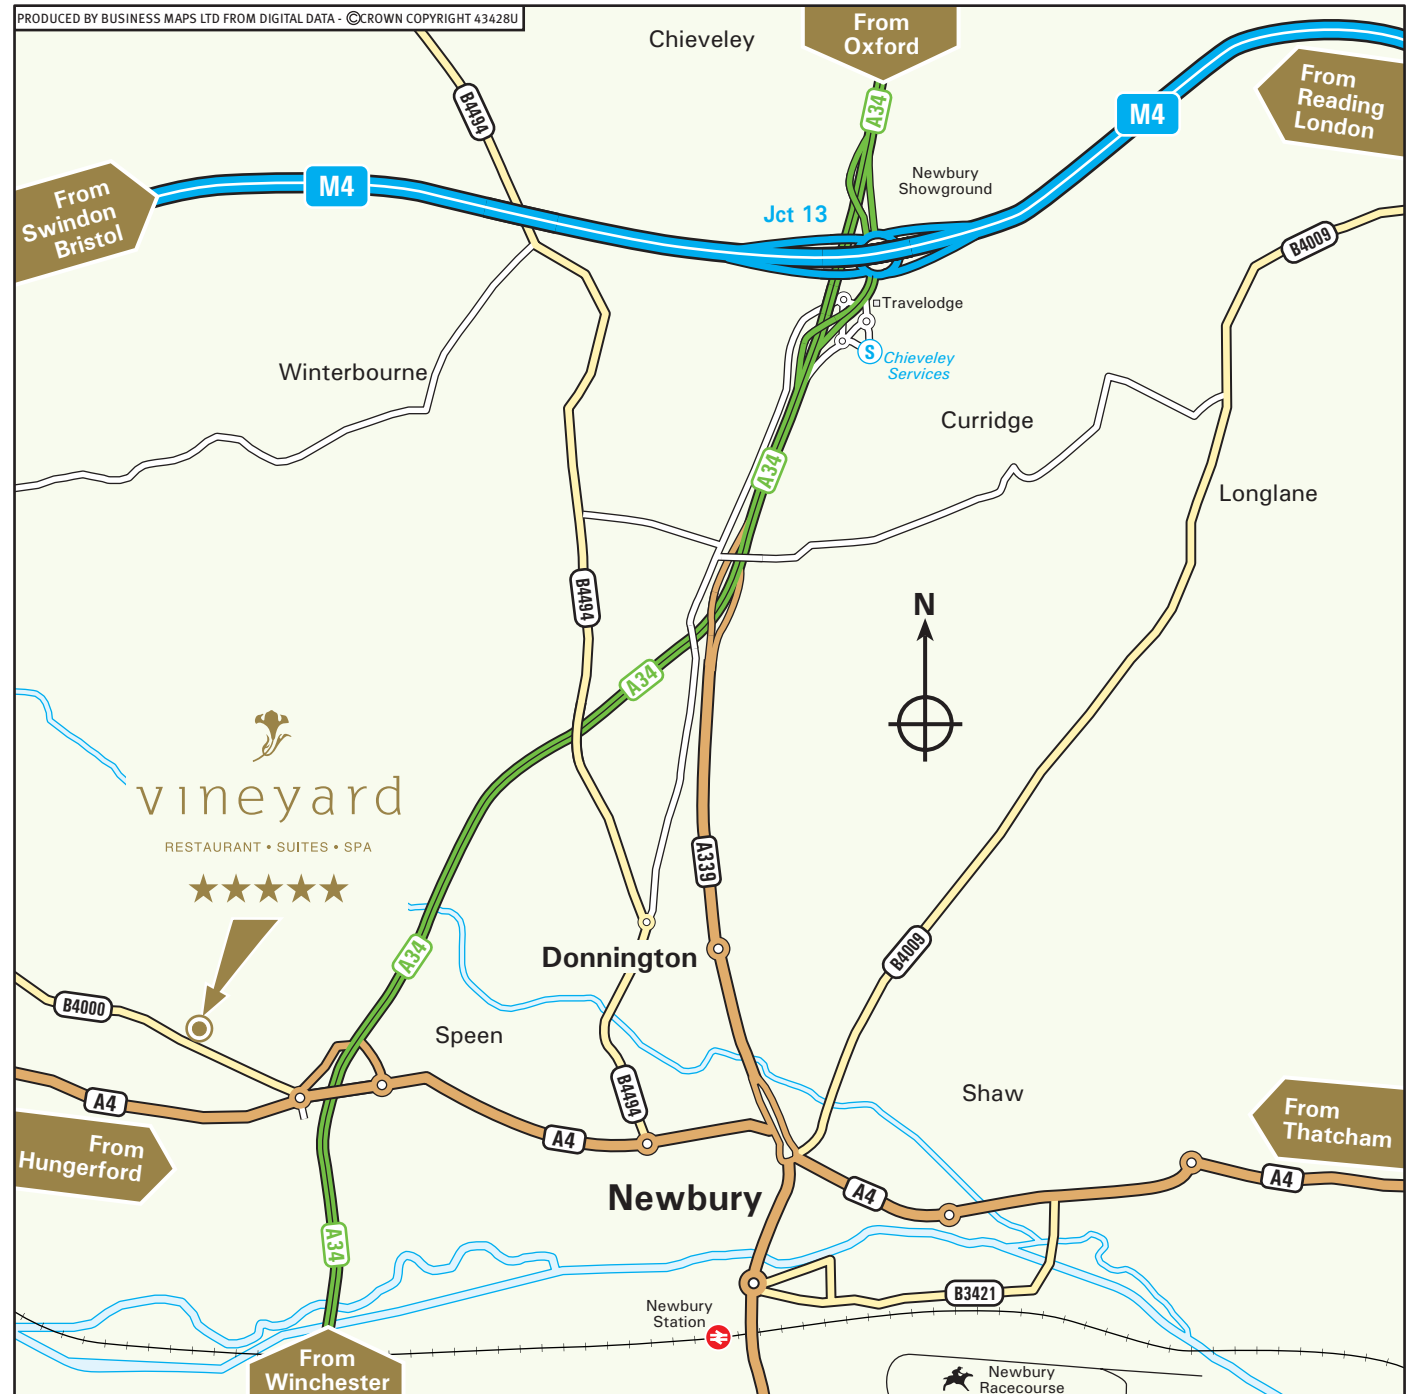 PRODUCED BY BUSINESS MAPS LTD FROM DIGITAL DATA - ©CROWN COPYRIGHT 43428U
Chieveley
From
Oxford
From
Reading
London
B4494
A34
M4
M4
Newbury
Showground
From
Swindon
Bristol
Jct 13
B4009
Travelodge
S
Chieveley
Services
Winterbourne
Curridge
A34
Longlane
B4494
N
A34
vineyard
RESTAURANT • SUITES • SPA
★★★★★
A339
A34
Donnington
B4009
B4000
Speen
B4494
Shaw
A4
From
Hungerford
A4
From
Thatcham
A4
A4
Newbury
A34
B3421
Newbury
Station
From
Winchester
Newbury
Racecourse